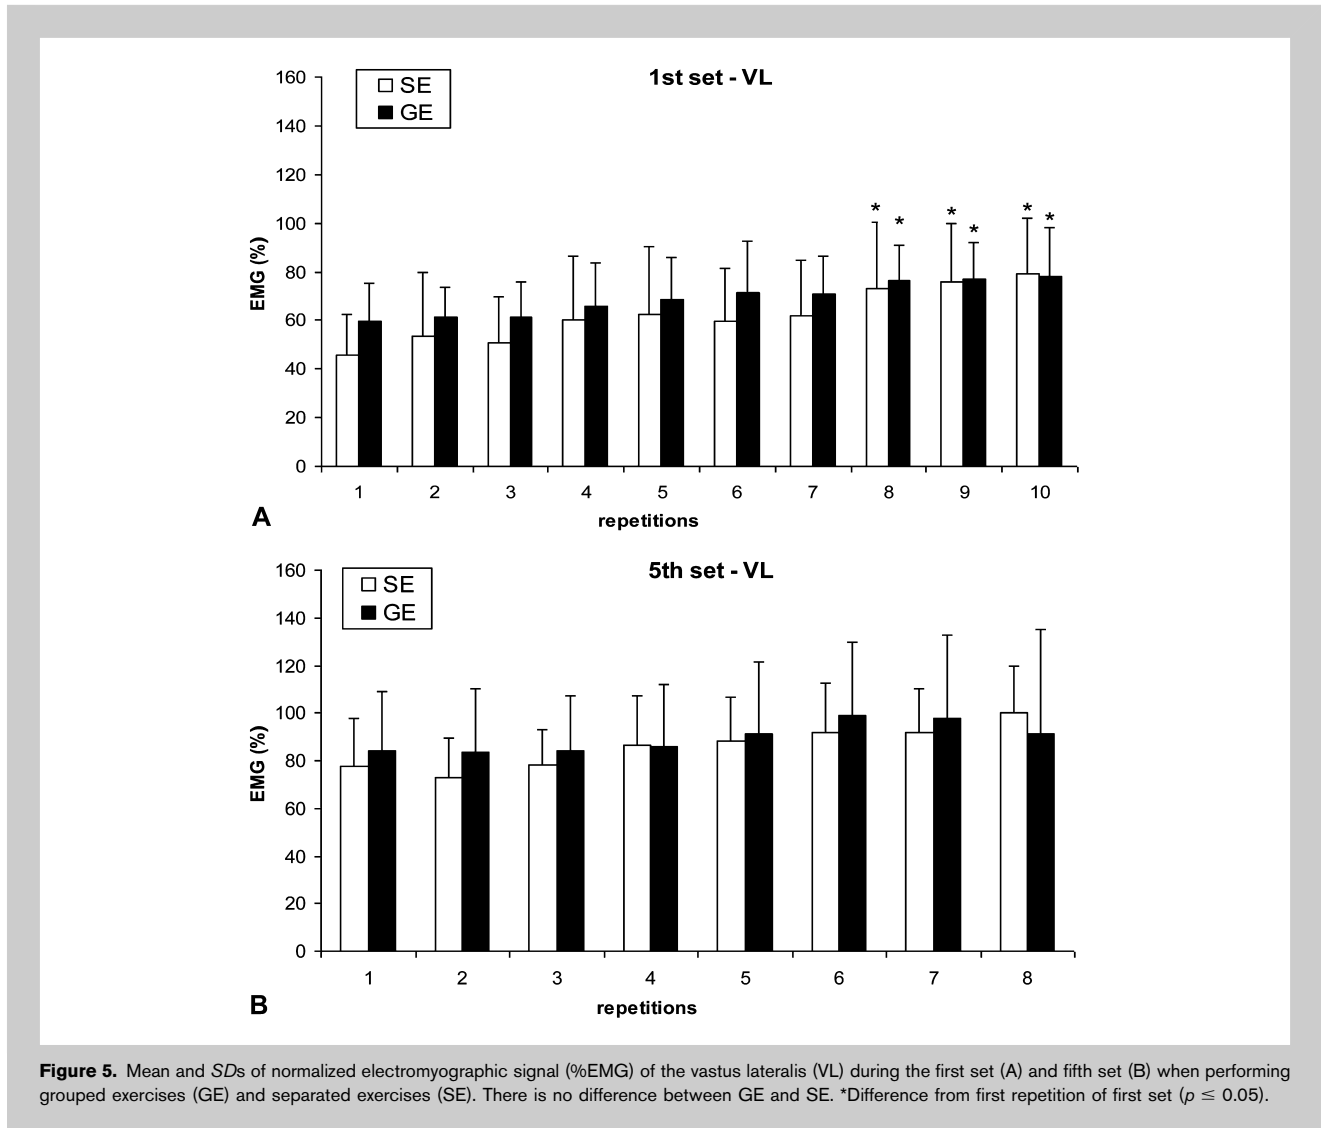 1st set - VL
SE
GE
160
140
120
100
80
60
40
20
0
EMG (%)
* * * * * *
1 2 3 4 5 6 7 8 9 10
repetitions
A
5th set - VL
SE
GE
160
140
120
100
80
60
40
20
0
EMG (%)
1 2 3 4 5 6 7 8
repetitions
B
Figure 5. Mean and SDs of normalized electromyographic signal (%EMG) of the vastus lateralis (VL) during the first set (A) and fifth set (B) when performing
grouped exercises (GE) and separated exercises (SE). There is no difference between GE and SE. *Difference from first repetition of first set (p ≤ 0.05).